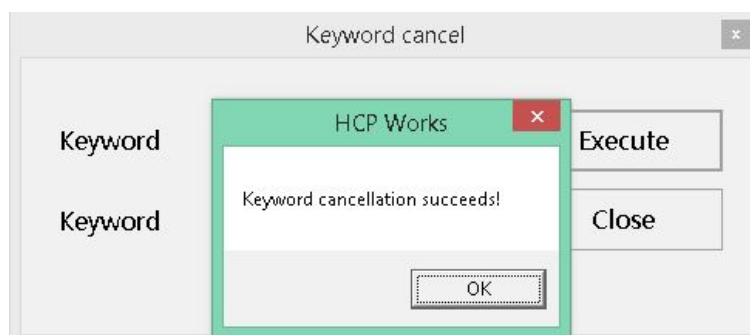 Keyword cancel
x
HCP Works
Keyword
Execute
Keyword cancellation succeeds!
Keyword
Close
OK